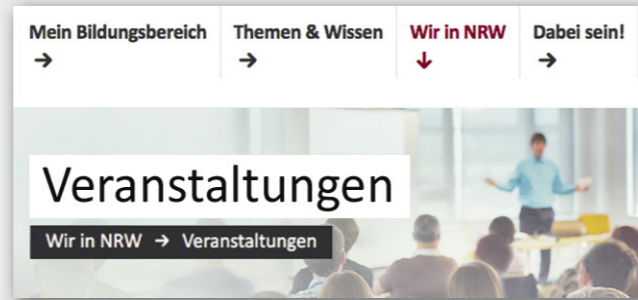 Mein Bildungsbereich
→
Themen & Wissen
→
Wir in NRW
↓
Dabei sein!
→
Veranstaltungen
Wir in NRW → Veranstaltungen